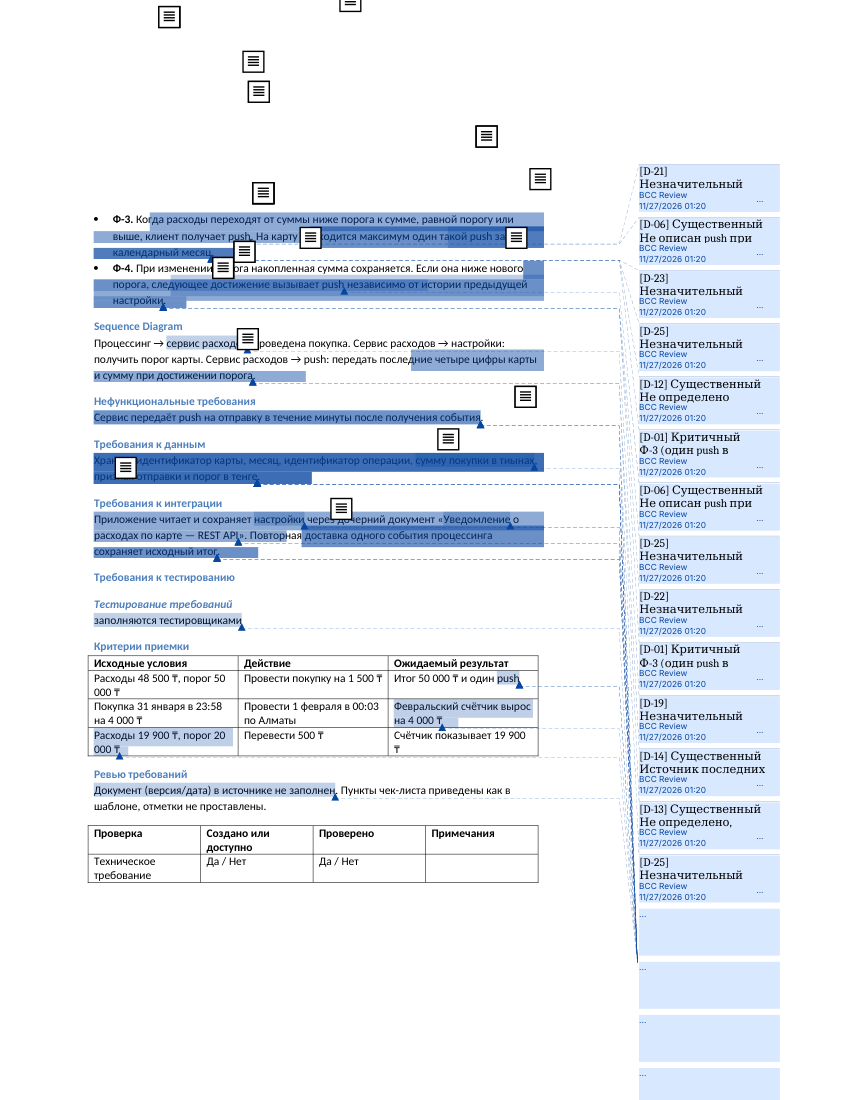 • Ф-3. Когда расходы переходят от суммы ниже порога к сумме, равной порогу или
выше, клиент получает push. На карту ходится максимум один такой push за
календарный месяц.
• Ф-4. При изменении ога накопленная сумма сохраняется. Если она ниже нового
порога, следующее достижение вызывает push независимо от истории предыдущей
настройки.
Sequence Diagram
Процессинг → сервис расход роведена покупка. Сервис расходов → настройки:
получить порог карты. Сервис расходов → push: передать последние четыре цифры карты
и сумму при достижении порога.
Нефункциональные требования
Сервис передаёт push на отправку в течение минуты после получения события.
Требования к данным
Хран идентификатор карты, месяц, идентификатор операции, сумму покупки в тиынах,
при отправки и порог в тенге.
Требования к интеграции
Приложение читает и сохраняет настройки через дочерний документ «Уведомление о
расходах по карте — REST API». Повторная доставка одного события процессинга
сохраняет исходный итог.
Требования к тестированию
Тестирование требований
заполняются тестировщиками
Критерии приемки
Исходные условия Действие Ожидаемый результат
Расходы 48 500 ₸, порог 50 Провести покупку на 1 500 ₸ Итог 50 000 ₸ и один push
000 ₸
Покупка 31 января в 23:58 Провести 1 февраля в 00:03 Февральский счётчик вырос
на 4 000 ₸ по Алматы на 4 000 ₸
Расходы 19 900 ₸, порог 20 Перевести 500 ₸ Счётчик показывает 19 900
000 ₸ ₸
Ревью требований
Документ (версия/дата) в источнике не заполнен. Пункты чек-листа приведены как в
шаблоне, отметки не проставлены.
Проверка Создано или Проверено Примечания
доступно
Техническое Да / Нет Да / Нет
требование
[D-21]
Незначительный
BCC Review
11/27/2026 01:20 ...
[D-06] Существенный
Не описан push при
BCC Review
11/27/2026 01:20 ...
[D-23]
Незначительный
BCC Review
11/27/2026 01:20 ...
[D-25]
Незначительный
BCC Review
11/27/2026 01:20 ...
[D-12] Существенный
Не определено
BCC Review
11/27/2026 01:20 ...
[D-01] Критичный
Ф-3 (один push в
BCC Review
11/27/2026 01:20 ...
[D-06] Существенный
Не описан push при
BCC Review
11/27/2026 01:20 ...
[D-25]
Незначительный
BCC Review
11/27/2026 01:20 ...
[D-22]
Незначительный
BCC Review
11/27/2026 01:20 ...
[D-01] Критичный
Ф-3 (один push в
BCC Review
11/27/2026 01:20 ...
[D-19]
Незначительный
BCC Review
11/27/2026 01:20 ...
[D-14] Существенный
Источник последних
BCC Review
11/27/2026 01:20 ...
[D-13] Существенный
Не определено,
BCC Review
11/27/2026 01:20 ...
[D-25]
Незначительный
BCC Review
11/27/2026 01:20 ...
...
...
...
...